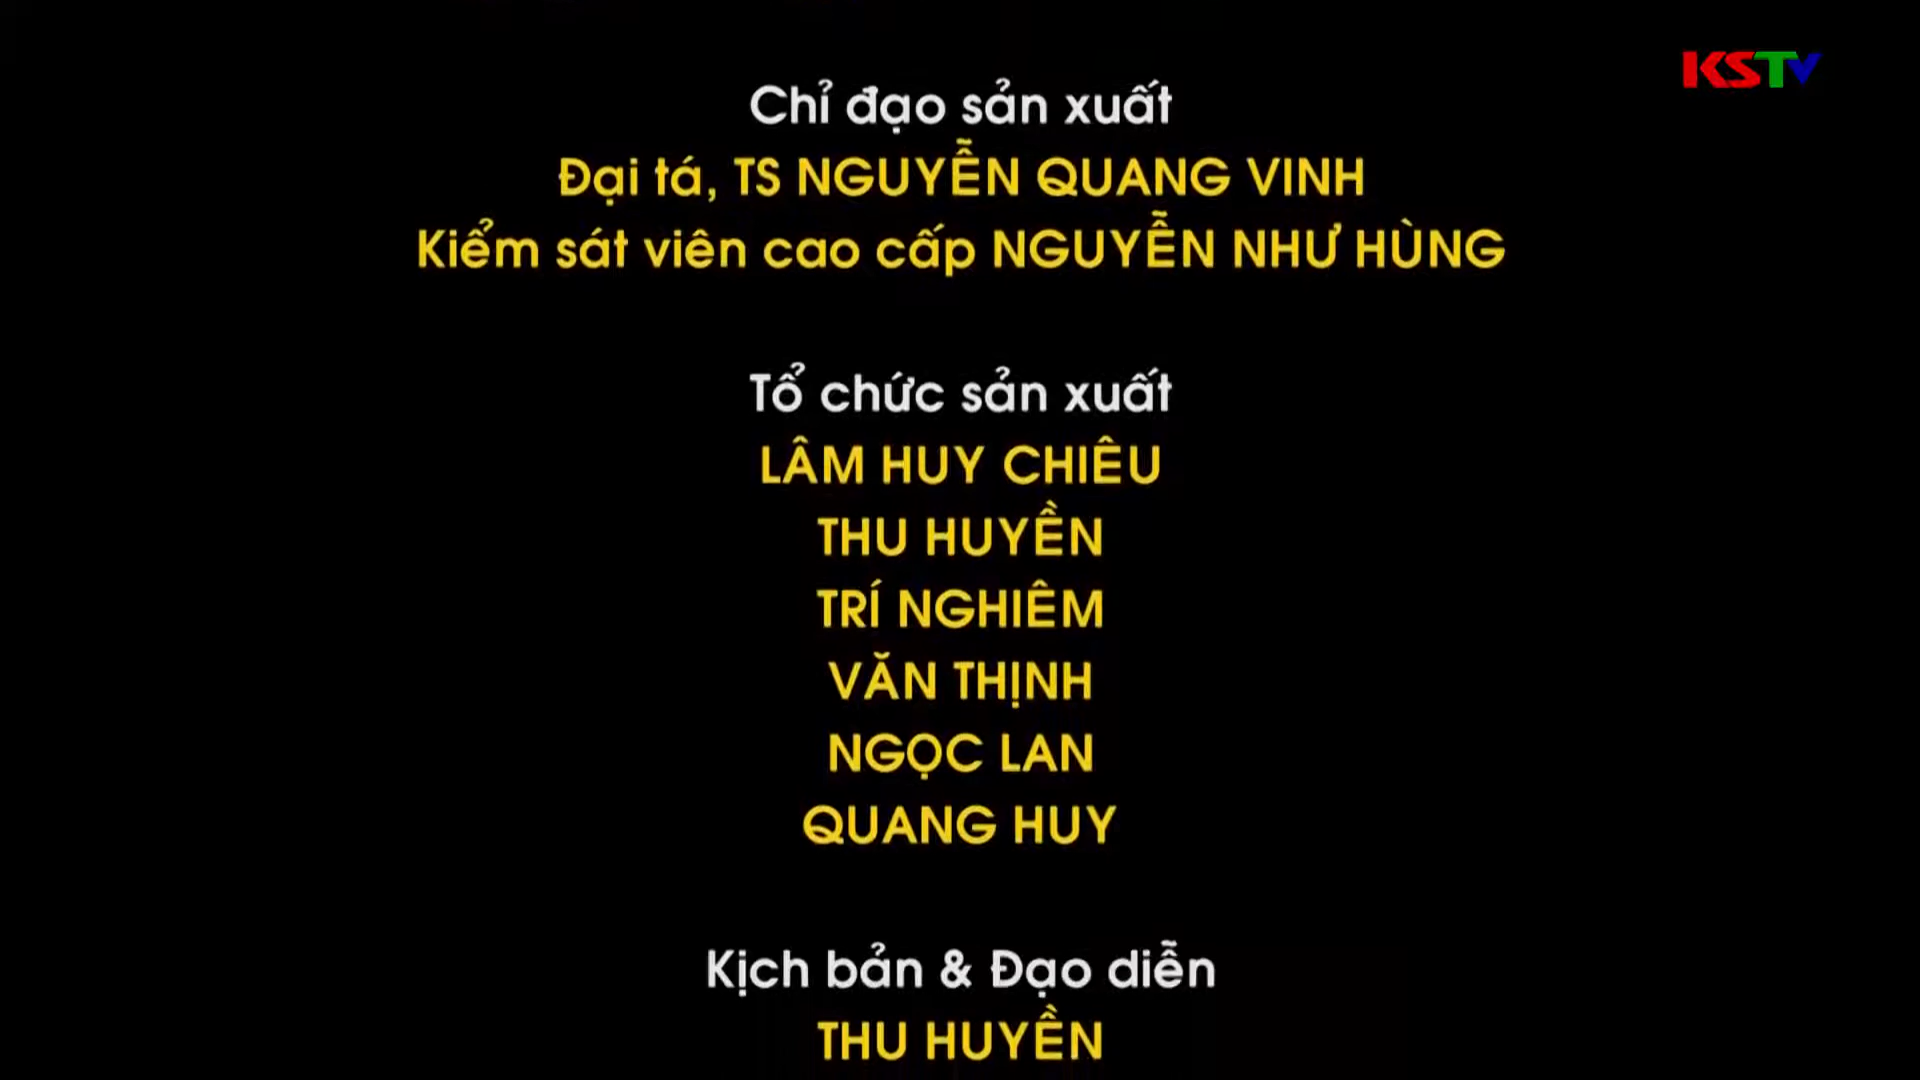 KSTV
Chỉ đạo sản xuất
Đại tá, TS NGUYỄN QUANG VINH
Kiểm sát viên cao cấp NGUYỄN NHƯ HÙNG
Tổ chức sản xuất
LÂM HUY CHIÊU
THU HUYỀN
TRÍ NGHIÊM
VĂN THỊNH
NGỌC LAN
QUANG HUY
Kịch bản & Đạo diễn
THU HUYỀN